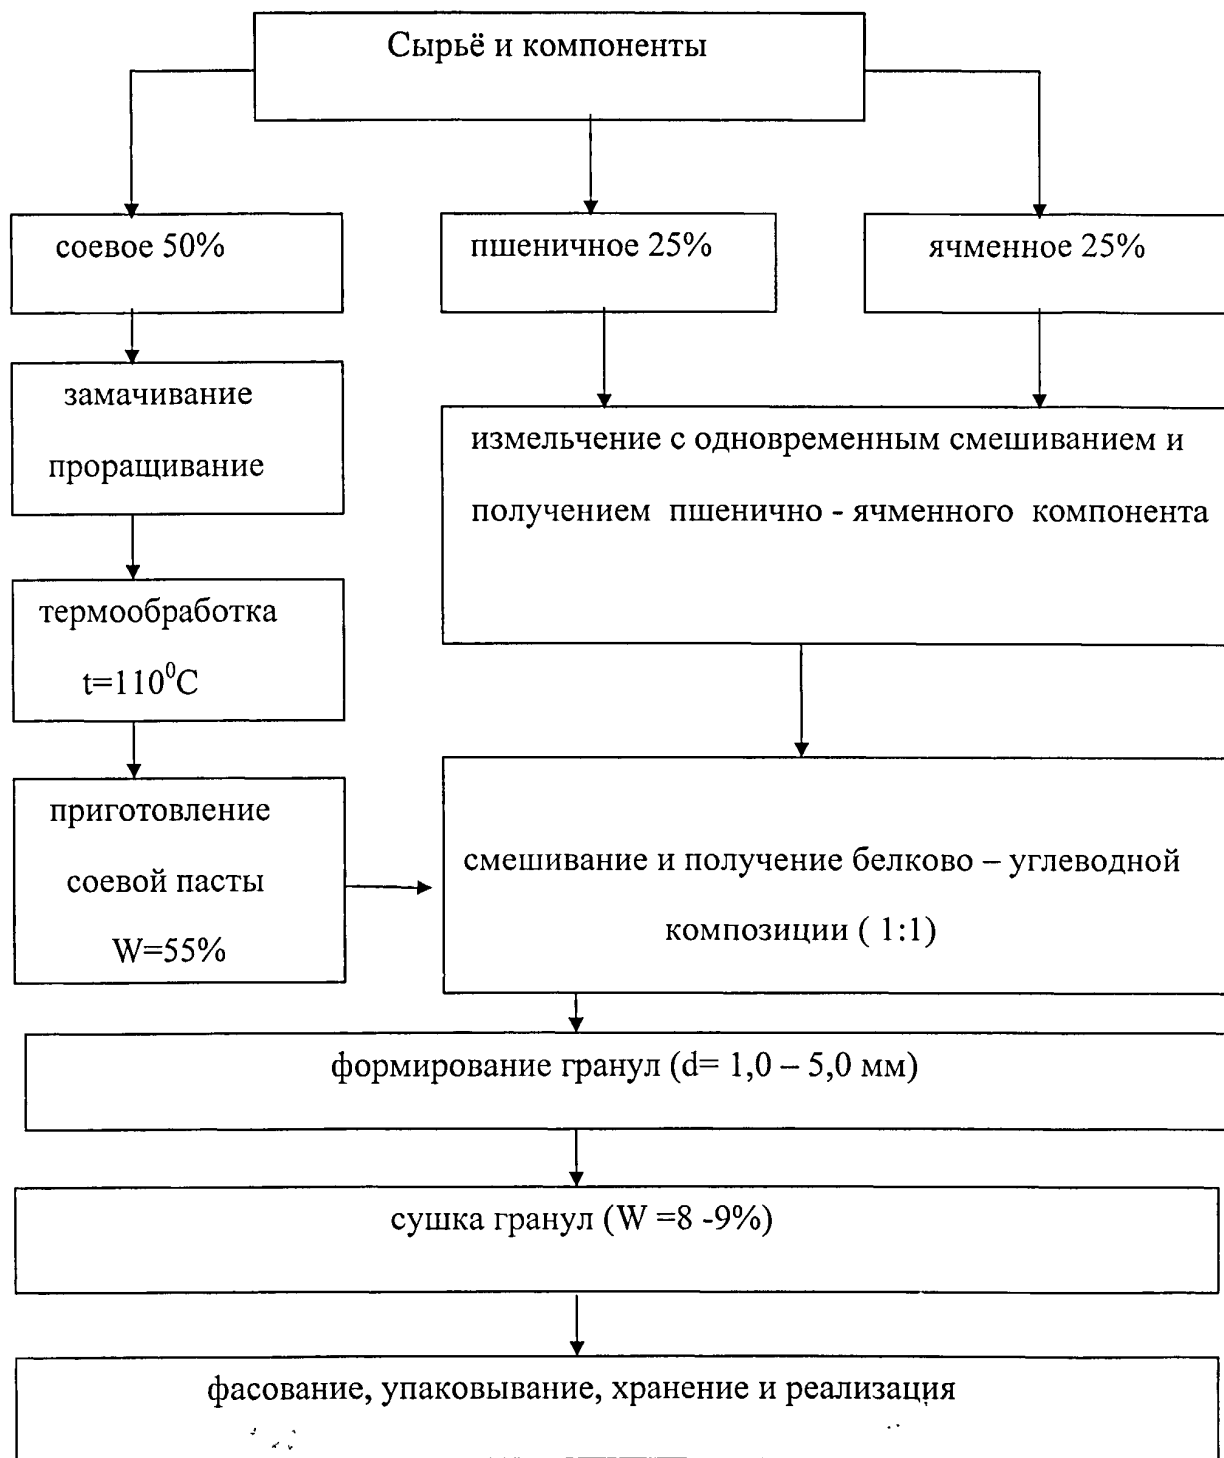 Сырьё и компоненты
соевое 50%
пшеничное 25%
ячменное 25%
замачивание
проращивание
измельчение с одновременным смешиванием и
получением пшенично - ячменного компонента
термообработка
t=110⁰C
приготовление
соевой пасты
W=55%
смешивание и получение белково – углеводной
композиции ( 1:1)
формирование гранул (d= 1,0 – 5,0 мм)
сушка гранул (W =8 -9%)
фасование, упаковывание, хранение и реализация